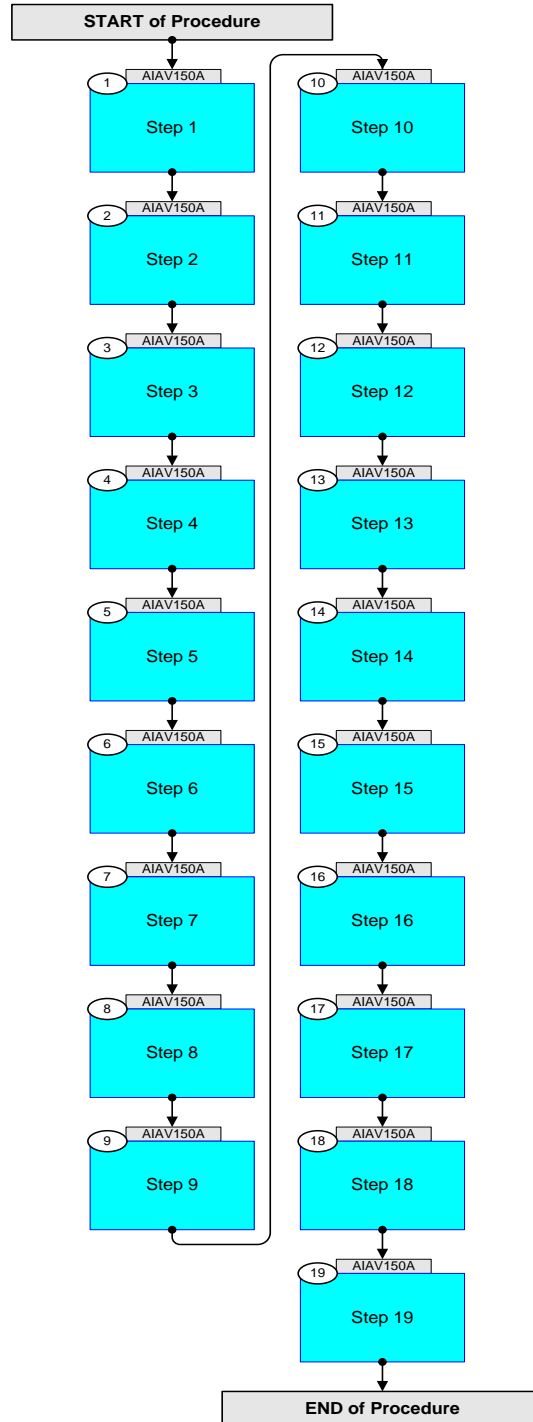 START of Procedure
AIAV150A
1
Step 1
AIAV150A
2
Step 2
AIAV150A
3
Step 3
AIAV150A
4
Step 4
AIAV150A
5
Step 5
AIAV150A
6
Step 6
AIAV150A
7
Step 7
AIAV150A
8
Step 8
AIAV150A
9
Step 9
AIAV150A
10
Step 10
AIAV150A
11
Step 11
AIAV150A
12
Step 12
AIAV150A
13
Step 13
AIAV150A
14
Step 14
AIAV150A
15
Step 15
AIAV150A
16
Step 16
AIAV150A
17
Step 17
AIAV150A
18
Step 18
AIAV150A
19
Step 19
END of Procedure